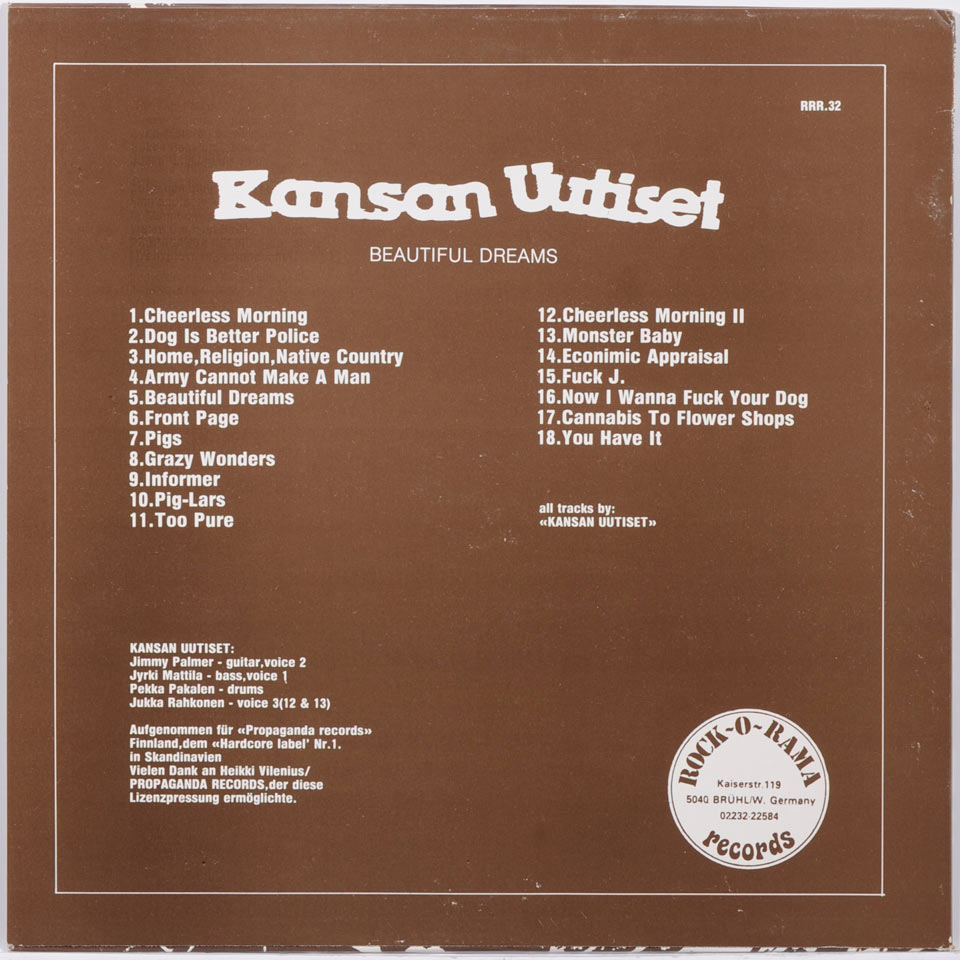 RRR.32
Kansan Uutiset
BEAUTIFUL DREAMS
1.Cheerless Morning
2.Dog Is Better Police
3.Home,Religion,Native Country
4.Army Cannot Make A Man
5.Beautiful Dreams
6.Front Page
7.Pigs
8.Grazy Wonders
9.Informer
10.Pig-Lars
11.Too Pure
12.Cheerless Morning II
13.Monster Baby
14.Econimic Appraisal
15.Fuck J.
16.Now I Wanna Fuck Your Dog
17.Cannabis To Flower Shops
18.You Have It
all tracks by:
«KANSAN UUTISET»
KANSAN UUTISET:
Jimmy Palmer - guitar,voice 2
Jyrki Mattila - bass,voice 1
Pekka Pakalen - drums
Jukka Rahkonen - voice 3(12 & 13)
Aufgenommen für «Propaganda records»
Finnland,dem «Hardcore label' Nr.1.
in Skandinavien
Vielen Dank an Heikki Vilenius/
PROPAGANDA RECORDS,der diese
Lizenzpressung ermöglichte.
ROCK-O-RAMA
Kaiserstr.119
5040 BRÜHL/W. Germany
02232-22584
records